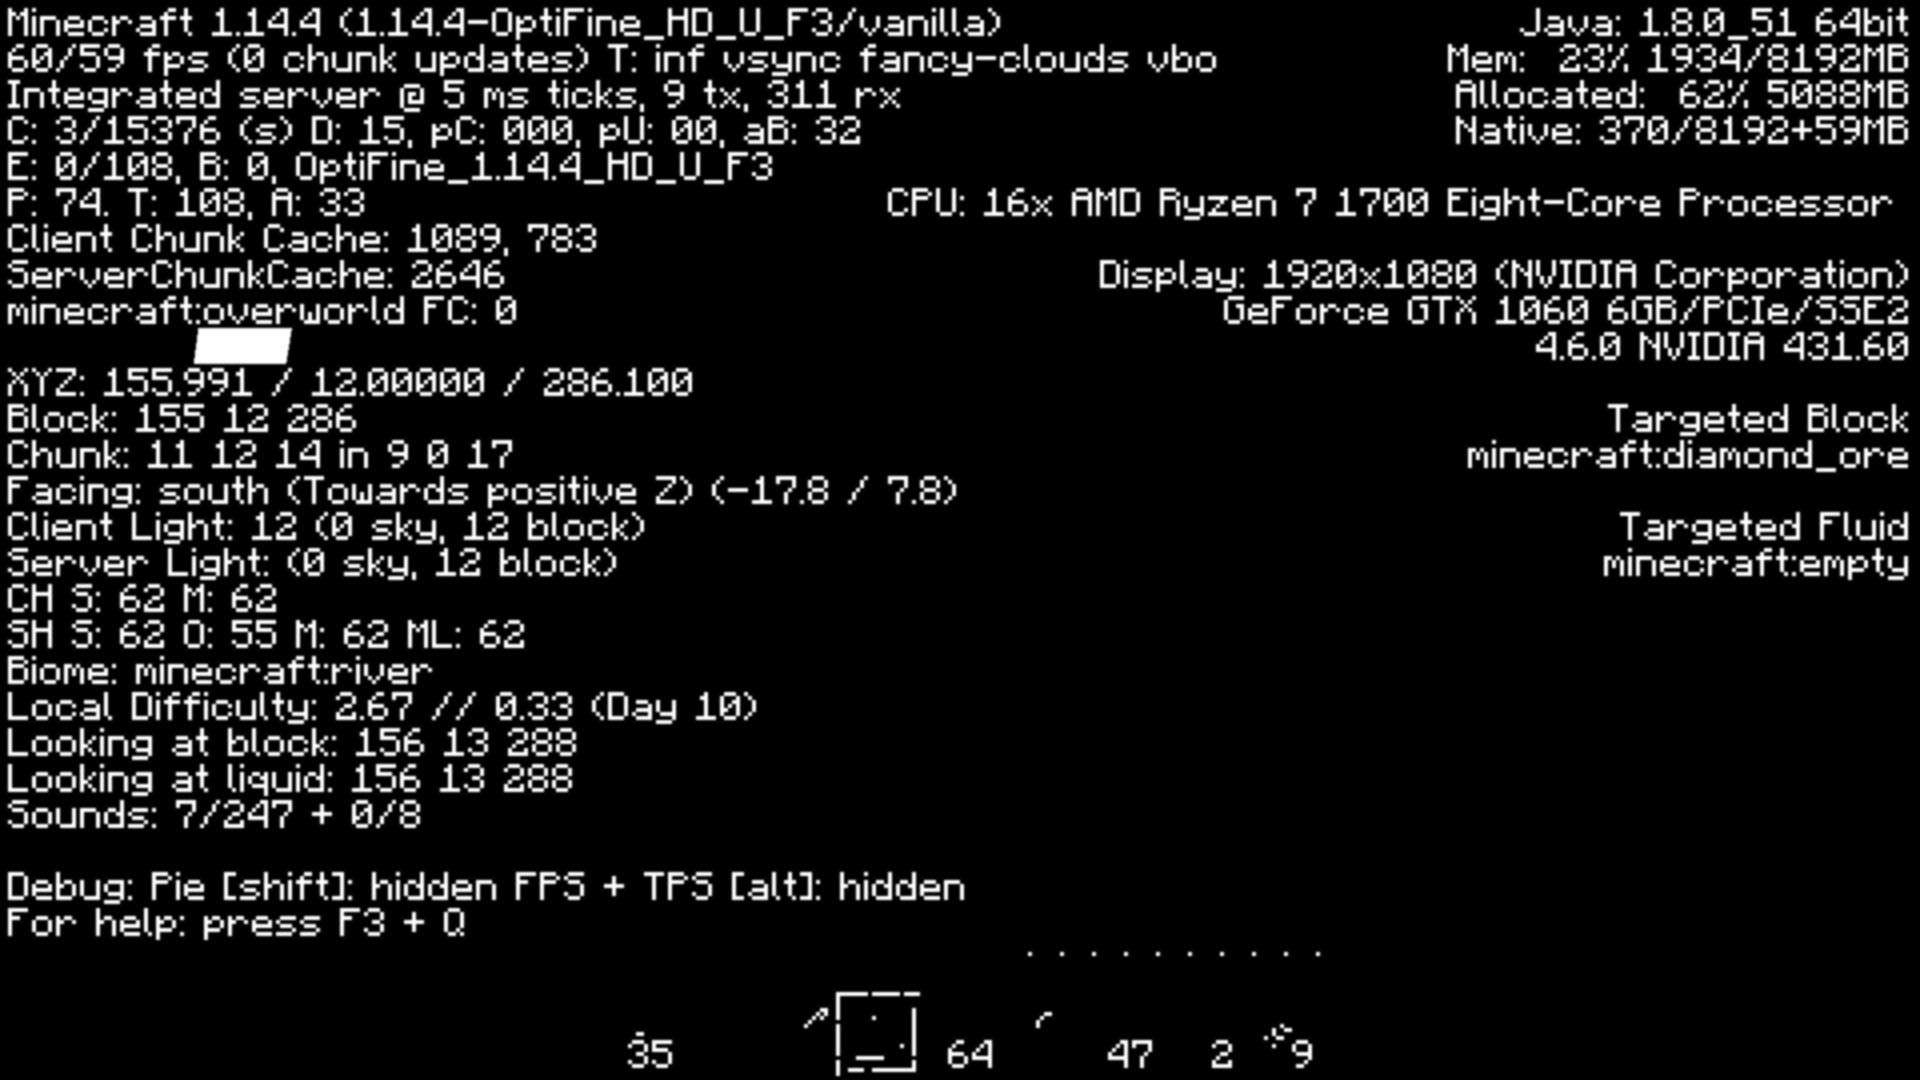 Minecraft 1.14.4 (1.14.4-OptiFine_HD_U_F3/vanilla)
60/59 fps (0 chunk updates) T: inf vsync fancy-clouds vbo
Integrated server @ 5 ms ticks, 9 tx, 311 rx
C: 3/15376 (s) D: 15, pC: 000, pU: 00, aB: 32
E: 0/108, B: 0, OptiFine_1.14.4_HD_U_F3
P: 74. T: 108, A: 33
Client Chunk Cache: 1089, 783
ServerChunkCache: 2646
minecraft:overworld FC: 0
XYZ: 155.991 / 12.00000 / 286.100
Block: 155 12 286
Chunk: 11 12 14 in 9 0 17
Facing: south (Towards positive Z) (-17.8 / 7.8)
Client Light: 12 (0 sky, 12 block)
Server Light: (0 sky, 12 block)
CH S: 62 M: 62
SH S: 62 O: 55 M: 62 ML: 62
Biome: minecraft:river
Local Difficulty: 2.67 // 0.33 (Day 10)
Looking at block: 156 13 288
Looking at liquid: 156 13 288
Sounds: 7/247 + 0/8
Debug: Pie [shift]: hidden FPS + TPS [alt]: hidden
For help: press F3 + Q
Java: 1.8.0_51 64bit
Mem: 23% 1934/8192MB
Allocated: 62% 5088MB
Native: 370/8192+59MB
CPU: 16x AMD Ryzen 7 1700 Eight-Core Processor
Display: 1920x1080 (NVIDIA Corporation)
GeForce GTX 1060 6GB/PCIe/SSE2
4.6.0 NVIDIA 431.60
Targeted Block
minecraft:diamond_ore
Targeted Fluid
minecraft:empty
35 64 47 2 9